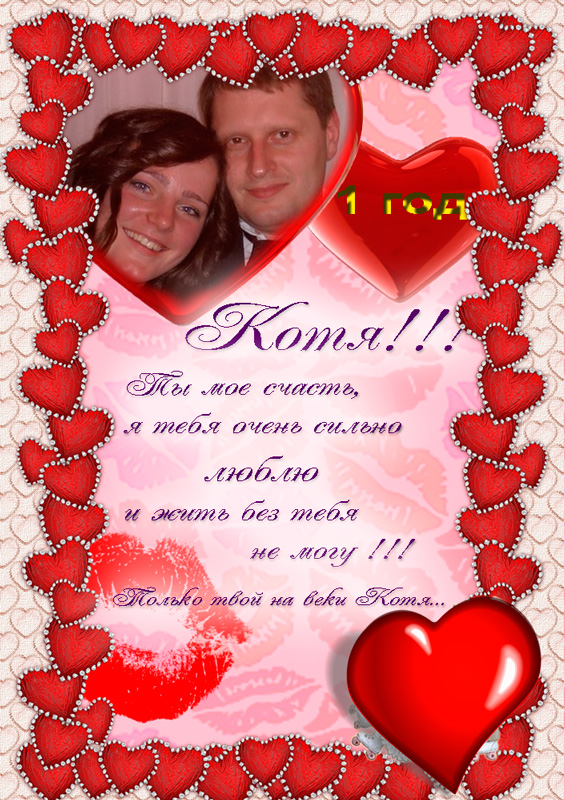 1 год
Котя!!!
Ты мое счасть,
я тебя очень сильно
люблю
и жить без тебя
не могу !!!
Только твой на веки Котя...